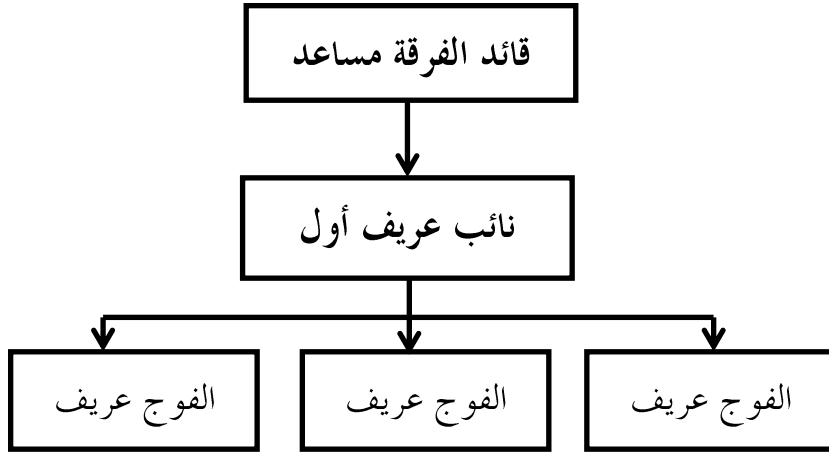 قائد الفرقة مساعد
نائب عريف أول
الفوج عريف
الفوج عريف
الفوج عريف